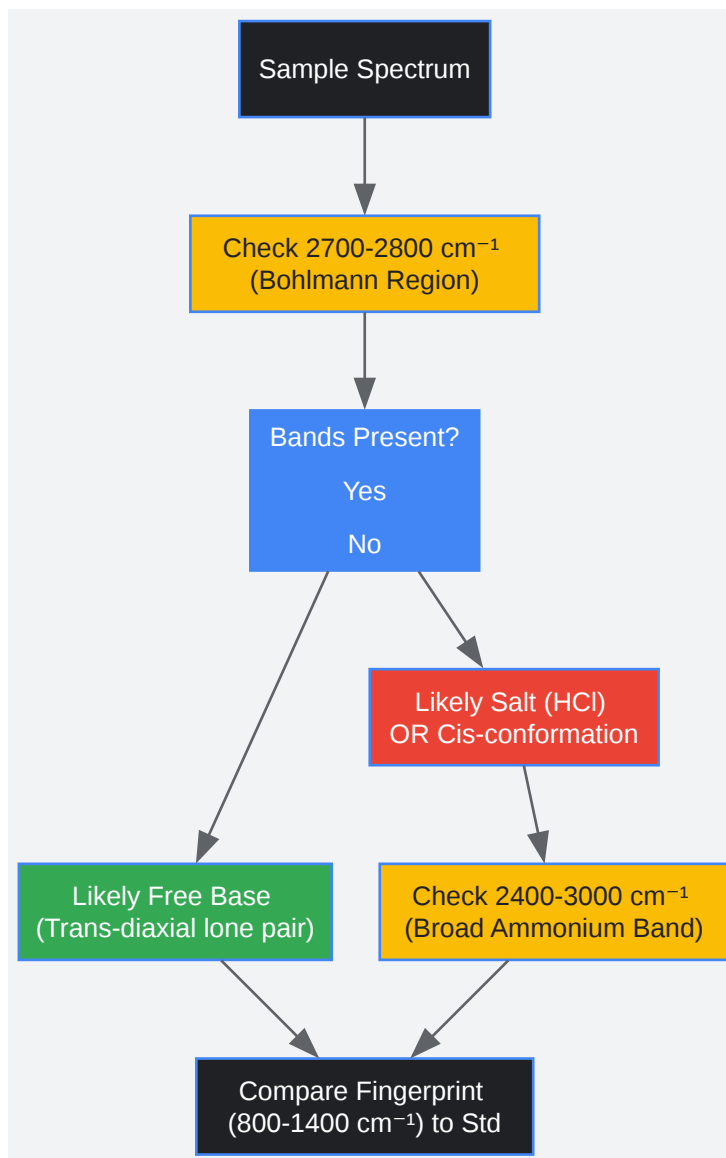 Sample Spectrum
Check 2700-2800 cm⁻¹
(Bohlmann Region)
Bands Present?
Yes
No
Likely Salt (HCl)
OR Cis-conformation
Likely Free Base
(Trans-diaxial lone pair)
Check 2400-3000 cm⁻¹
(Broad Ammonium Band)
Compare Fingerprint
(800-1400 cm⁻¹) to Std